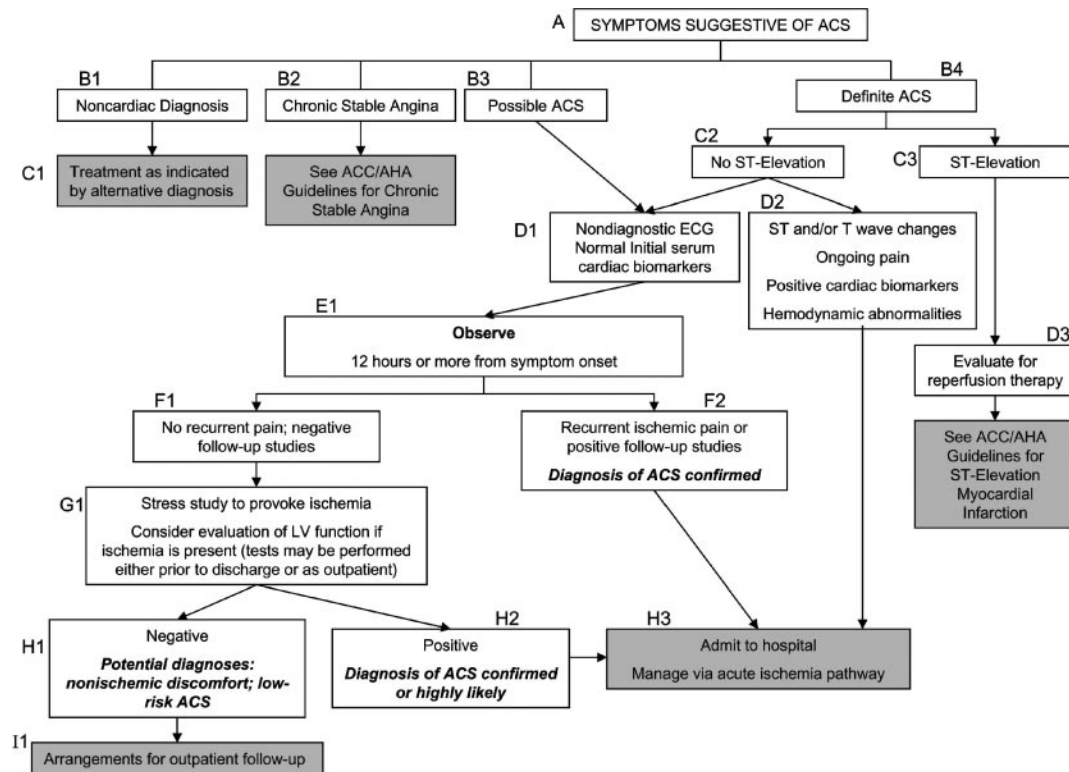 A
SYMPTOMS SUGGESTIVE OF ACS
B1
B2
B3
B4
Noncardiac Diagnosis
Chronic Stable Angina
Possible ACS
Definite ACS
C1
Treatment as indicated
by alternative diagnosis
See ACC/AHA
Guidelines for Chronic
Stable Angina
C2
No ST-Elevation
C3
ST-Elevation
D1
Nondiagnostic ECG
Normal Initial serum
cardiac biomarkers
D2
ST and/or T wave changes
Ongoing pain
Positive cardiac biomarkers
Hemodynamic abnormalities
D3
Evaluate for
reperfusion therapy
See ACC/AHA
Guidelines for
ST-Elevation
Myocardial
Infarction
E1
Observe
12 hours or more from symptom onset
F1
No recurrent pain; negative
follow-up studies
F2
Recurrent ischemic pain or
positive follow-up studies
Diagnosis of ACS confirmed
G1
Stress study to provoke ischemia
Consider evaluation of LV function if
ischemia is present (tests may be performed
either prior to discharge or as outpatient)
H1
Negative
Potential diagnoses:
nonischemic discomfort; low-
risk ACS
H2
Positive
Diagnosis of ACS confirmed
or highly likely
H3
Admit to hospital
Manage via acute ischemia pathway
I1
Arrangements for outpatient follow-up